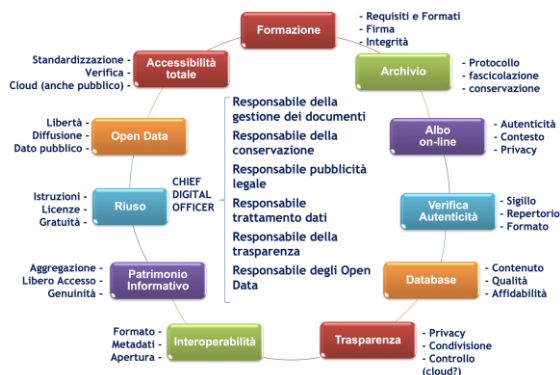 Formazione
- Requisiti e Formati
- Firma
- Integrità
Archivio
- Protocollo
- fascicolazione
- conservazione
Albo
on-line
- Autenticità
- Contesto
- Privacy
Verifica
Autenticità
- Sigillo
- Repertorio
- Formato
Database
- Contenuto
- Qualità
- Affidabilità
Trasparenza
- Privacy
- Condivisione
- Controllo
(cloud?)
Interoperabilità
Formato -
Metadati -
Apertura -
Patrimonio
Informativo
Aggregazione -
Libero Accesso -
Genuinità -
Riuso
Istruzioni -
Licenze -
Gratuità -
Open Data
Libertà -
Diffusione -
Dato pubblico -
Accessibilità
totale
Standardizzazione -
Verifica -
Cloud (anche pubblico) -
CHIEF
DIGITAL
OFFICER
Responsabile della
gestione dei documenti
Responsabile della
conservazione
Responsabile pubblicità
legale
Responsabile
trattamento dati
Responsabile della
trasparenza
Responsabile degli Open
Data